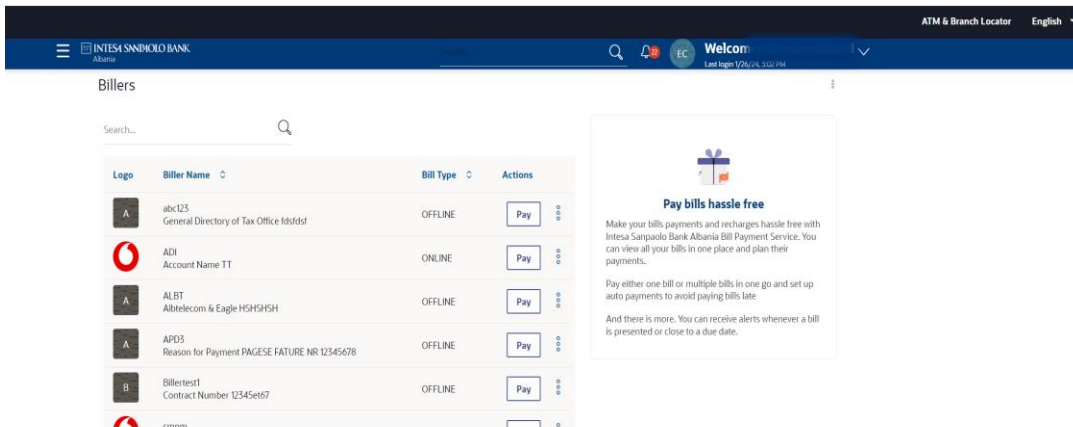 ATM & Branch Locator English
INTESA SANPAOLO BANK
Albania
Search...
22
EC
Welcom
Last login 1/26/24, 3:02 PM
Billers
Search...
Logo Biller Name Bill Type Actions
A abc123
General Directory of Tax Office fdsfdsf OFFLINE Pay
ADI
Account Name TT ONLINE Pay
A ALBT
Albtelecom & Eagle HSHSHSH OFFLINE Pay
A APD3
Reason for Payment PAGESE FATURE NR 12345678 OFFLINE Pay
B Billertest1
Contract Number 12345et67 OFFLINE Pay
Pay bills hassle free
Make your bills payments and recharges hassle free with
Intesa Sanpaolo Bank Albania Bill Payment Service. You
can view all your bills in one place and plan their
payments.
Pay either one bill or multiple bills in one go and set up
auto payments to avoid paying bills late
And there is more. You can receive alerts whenever a bill
is presented or close to a due date.